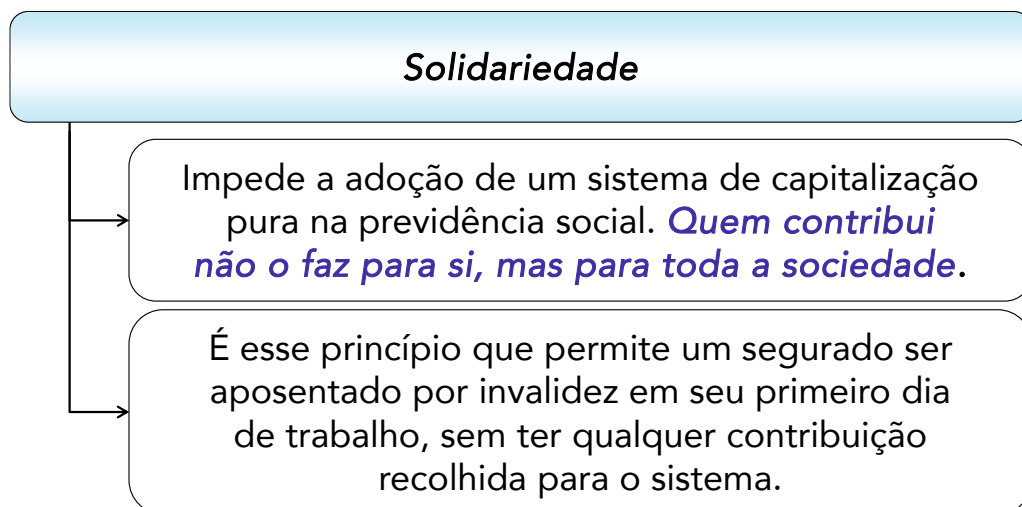 Solidariedade
Impede a adoção de um sistema de capitalização
pura na previdência social. Quem contribui
não o faz para si, mas para toda a sociedade.
É esse princípio que permite um segurado ser
aposentado por invalidez em seu primeiro dia
de trabalho, sem ter qualquer contribuição
recolhida para o sistema.